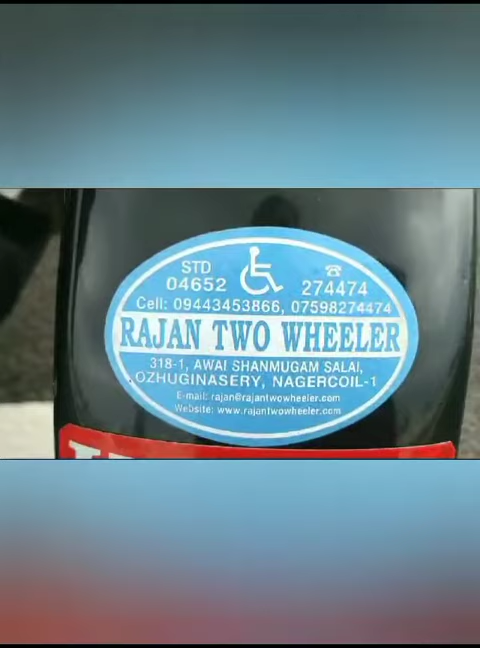 STD
04652
☎
274474
Cell: 09443453866, 07598274474
RAJAN TWO WHEELER
318-1, AWAI SHANMUGAM SALAI,
OZHUGINASERY, NAGERCOIL-1
E-mail: rajan@rajantwowheeler.com
Website: www.rajantwowheeler.com